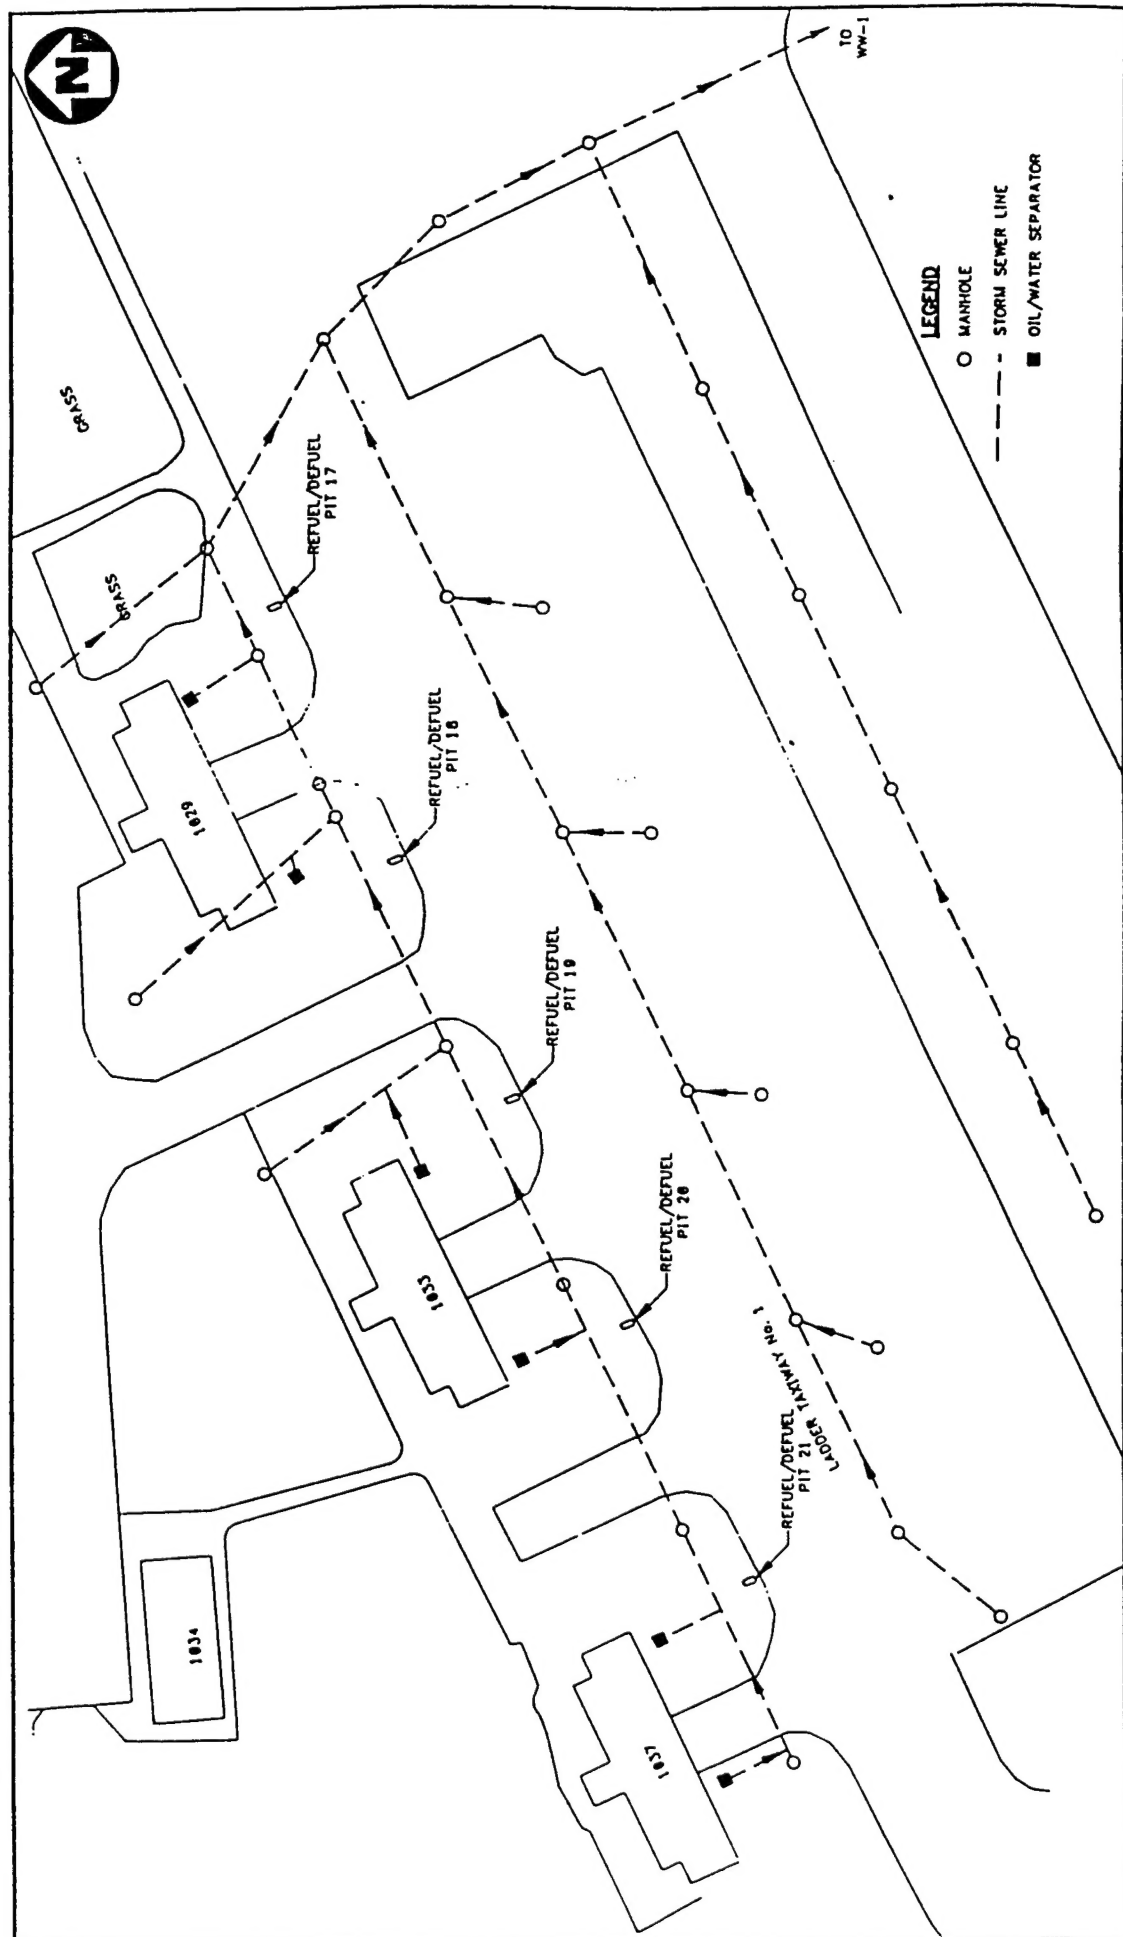 N
TO
WW-1
GRASS
GRASS
REFUEL/DEFUEL
PIT 17
1029
REFUEL/DEFUEL
PIT 18
REFUEL/DEFUEL
PIT 19
1033
REFUEL/DEFUEL
PIT 20
1034
REFUEL/DEFUEL
PIT 21
LADDER TAXIWAY No. 1
1037
LEGEND
MANHOLE
STORM SEWER LINE
OIL/WATER SEPARATOR